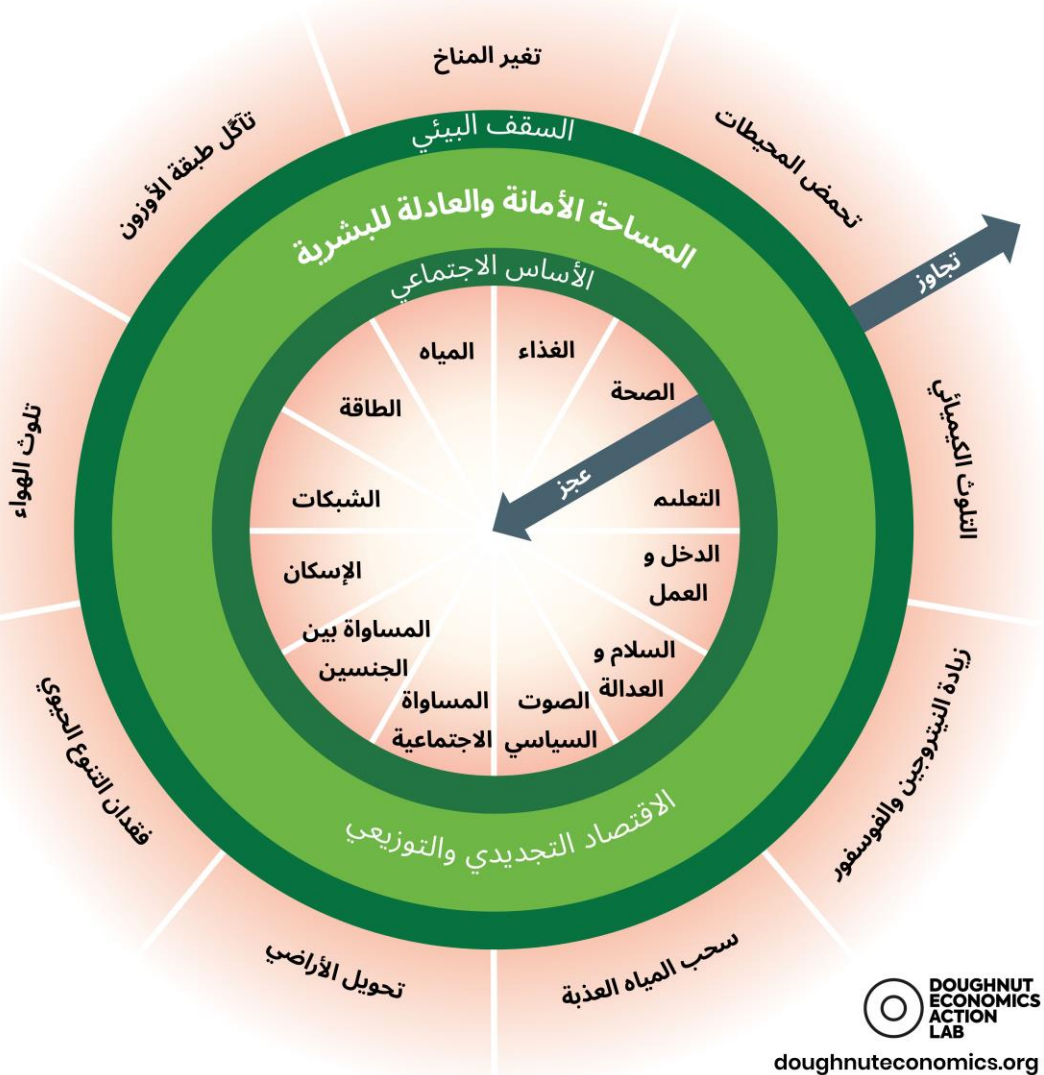 تغير المناخ
تحمض المحيطات
التلوث الكيميائي
زيادة النيتروجين والفوسفور
سحب المياه العذبة
تحويل الأراضي
فقدان التنوع الحيوي
تلوث الهواء
تآكّل طبقة الأوزون
السقف البيئي
المساحة الأمانة والعادلة للبشرية
الأساس الاجتماعي
تجاوز
الغذاء
الصحة
عجز
التعليم
الدخل و
العمل
السلام و
العدالة
الصوت
السياسي
المساواة
الاجتماعية
المساواة بين
الجنسين
الإسكان
الشبكات
الطاقة
المياه
الاقتصاد التجديدي والتوزيعي
DOUGHNUT
ECONOMICS
ACTION
LAB
doughnuteconomics.org